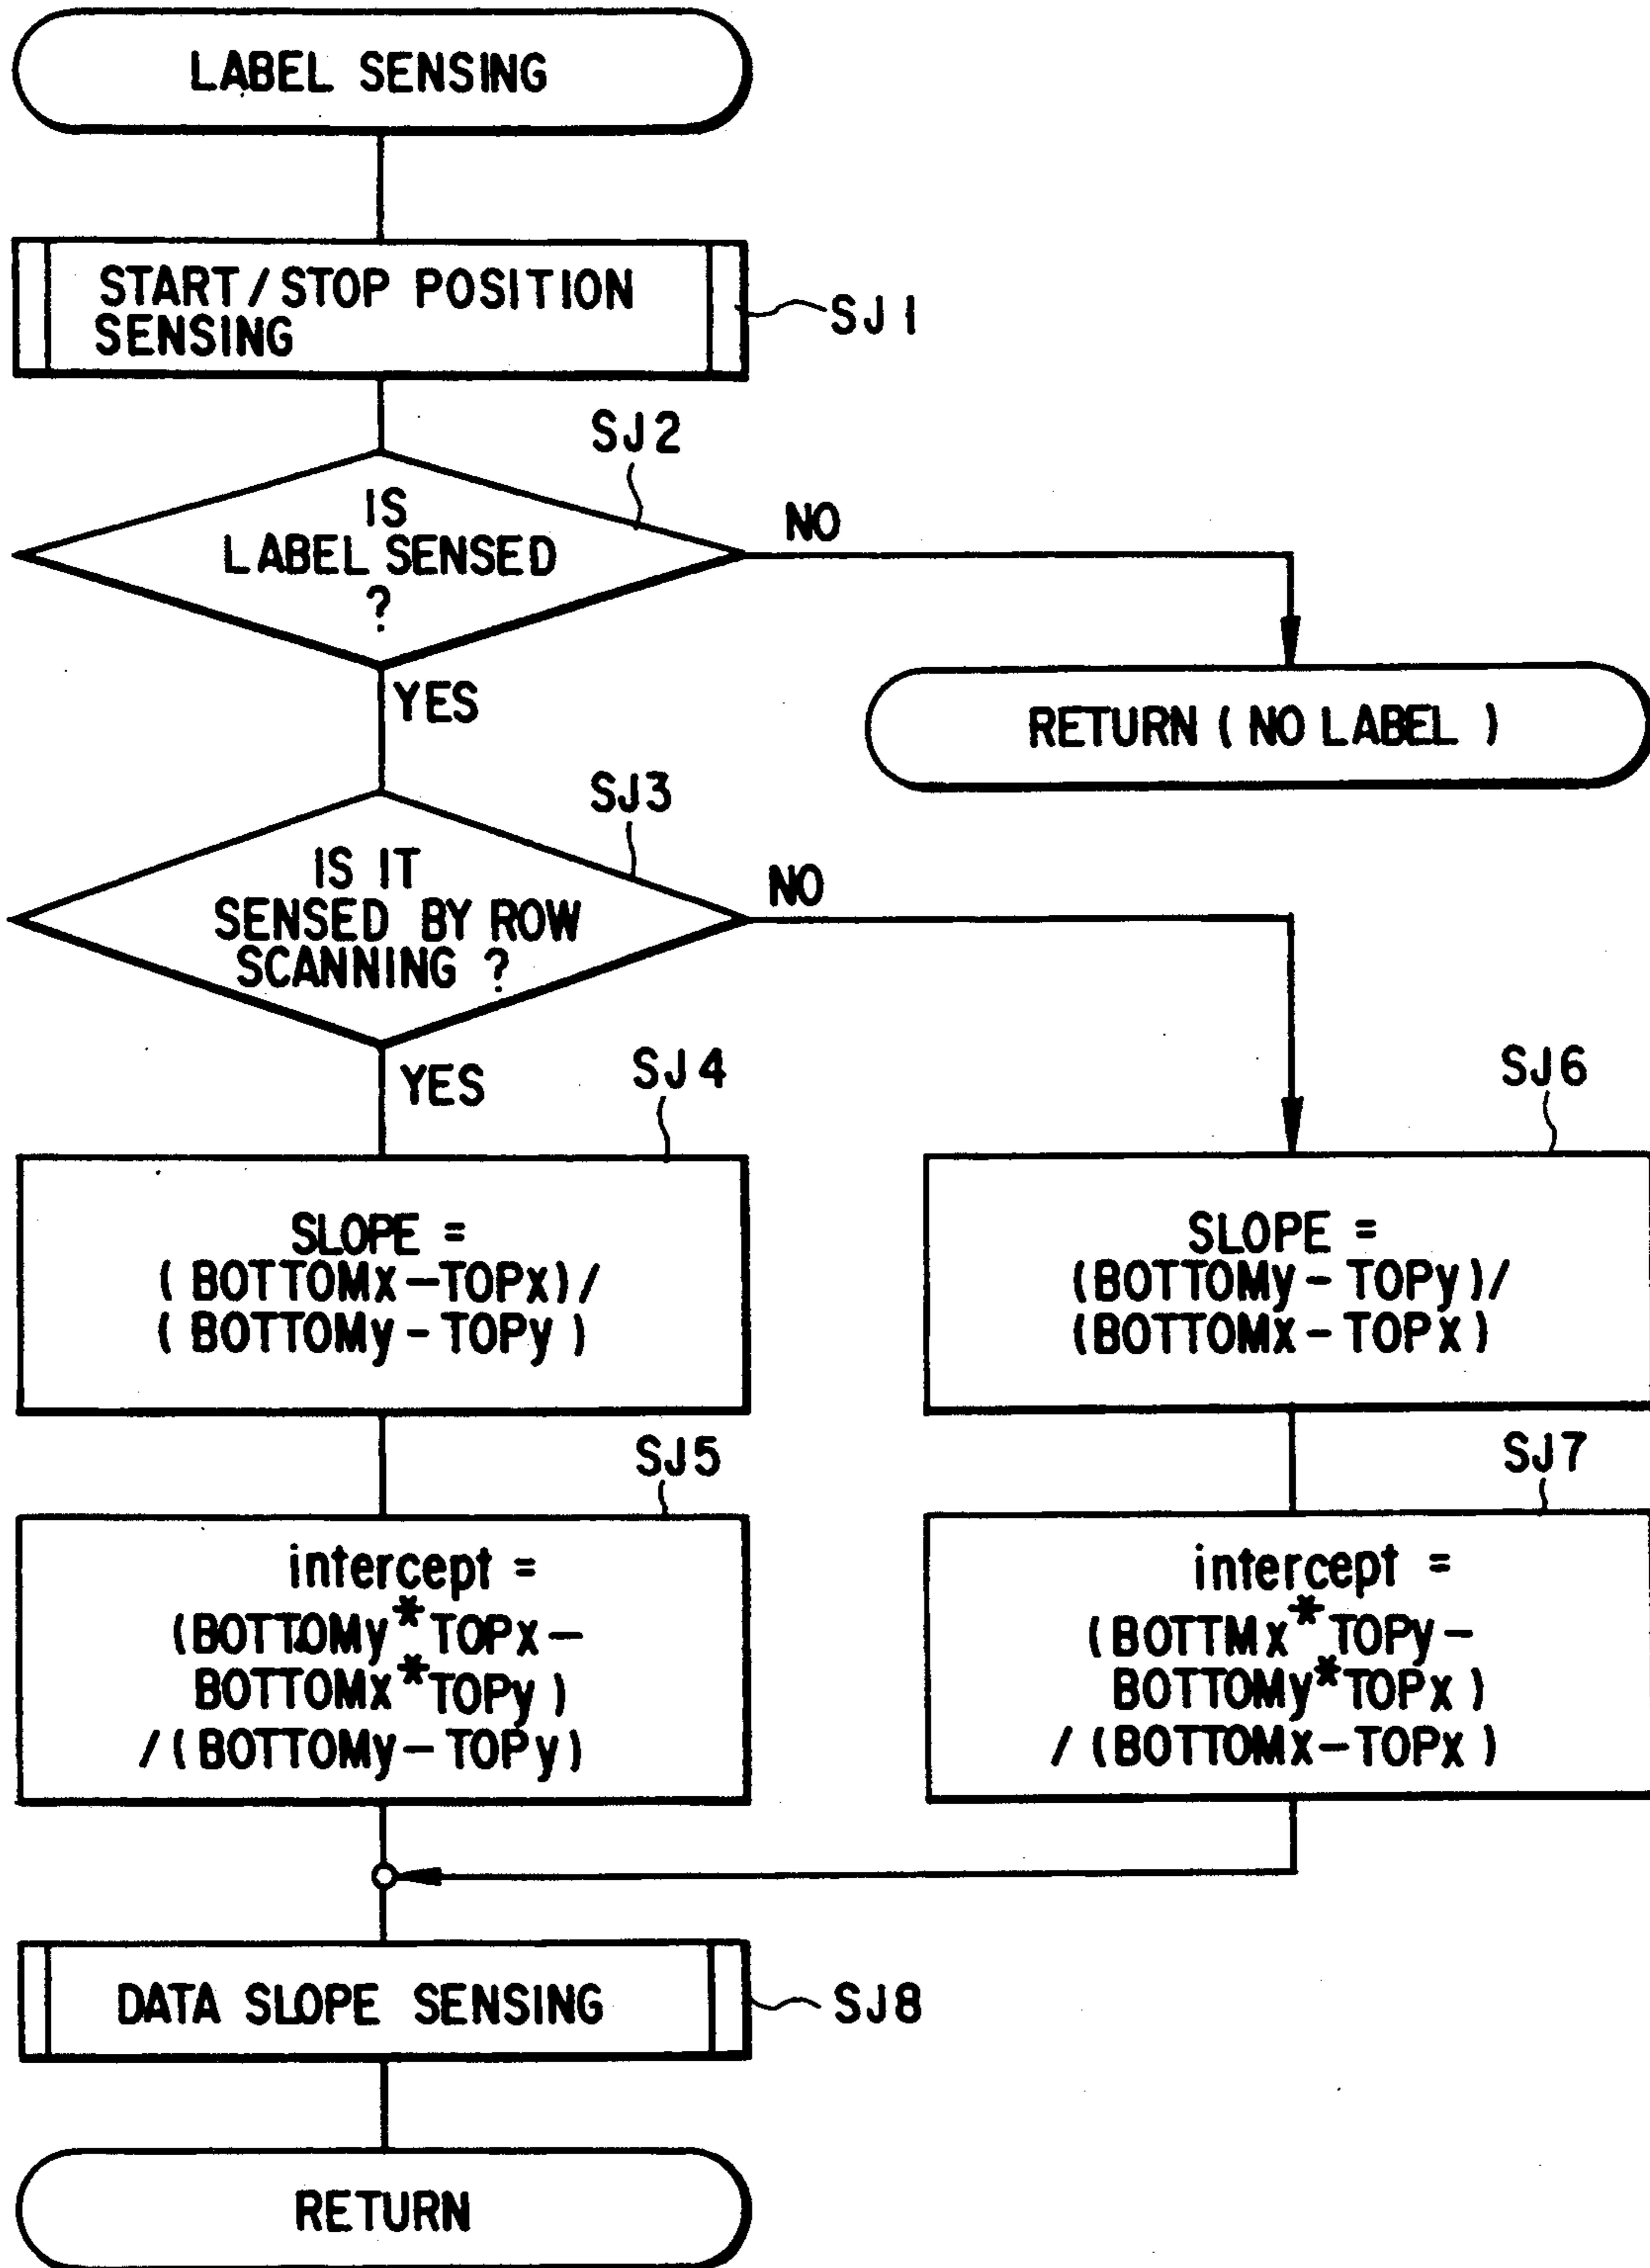 LABEL SENSING
START / STOP POSITION
SENSING
SJ1
SJ2
IS
LABEL SENSED
?
NO
YES
RETURN ( NO LABEL )
SJ3
IS IT
SENSED BY ROW
SCANNING ?
NO
YES
SJ4
SLOPE =
( BOTTOMx - TOPx ) /
( BOTTOMy - TOPy )
SJ6
SLOPE =
(BOTTOMy - TOPy ) /
(BOTTOMx - TOPx )
SJ5
intercept =
(BOTTOMy * TOPx -
BOTTOMx * TOPy )
/ ( BOTTOMy - TOPy )
SJ7
intercept =
( BOTTMx * TOPy -
BOTTOMy * TOPx )
/ (BOTTOMx - TOPx )
DATA SLOPE SENSING
SJ8
RETURN